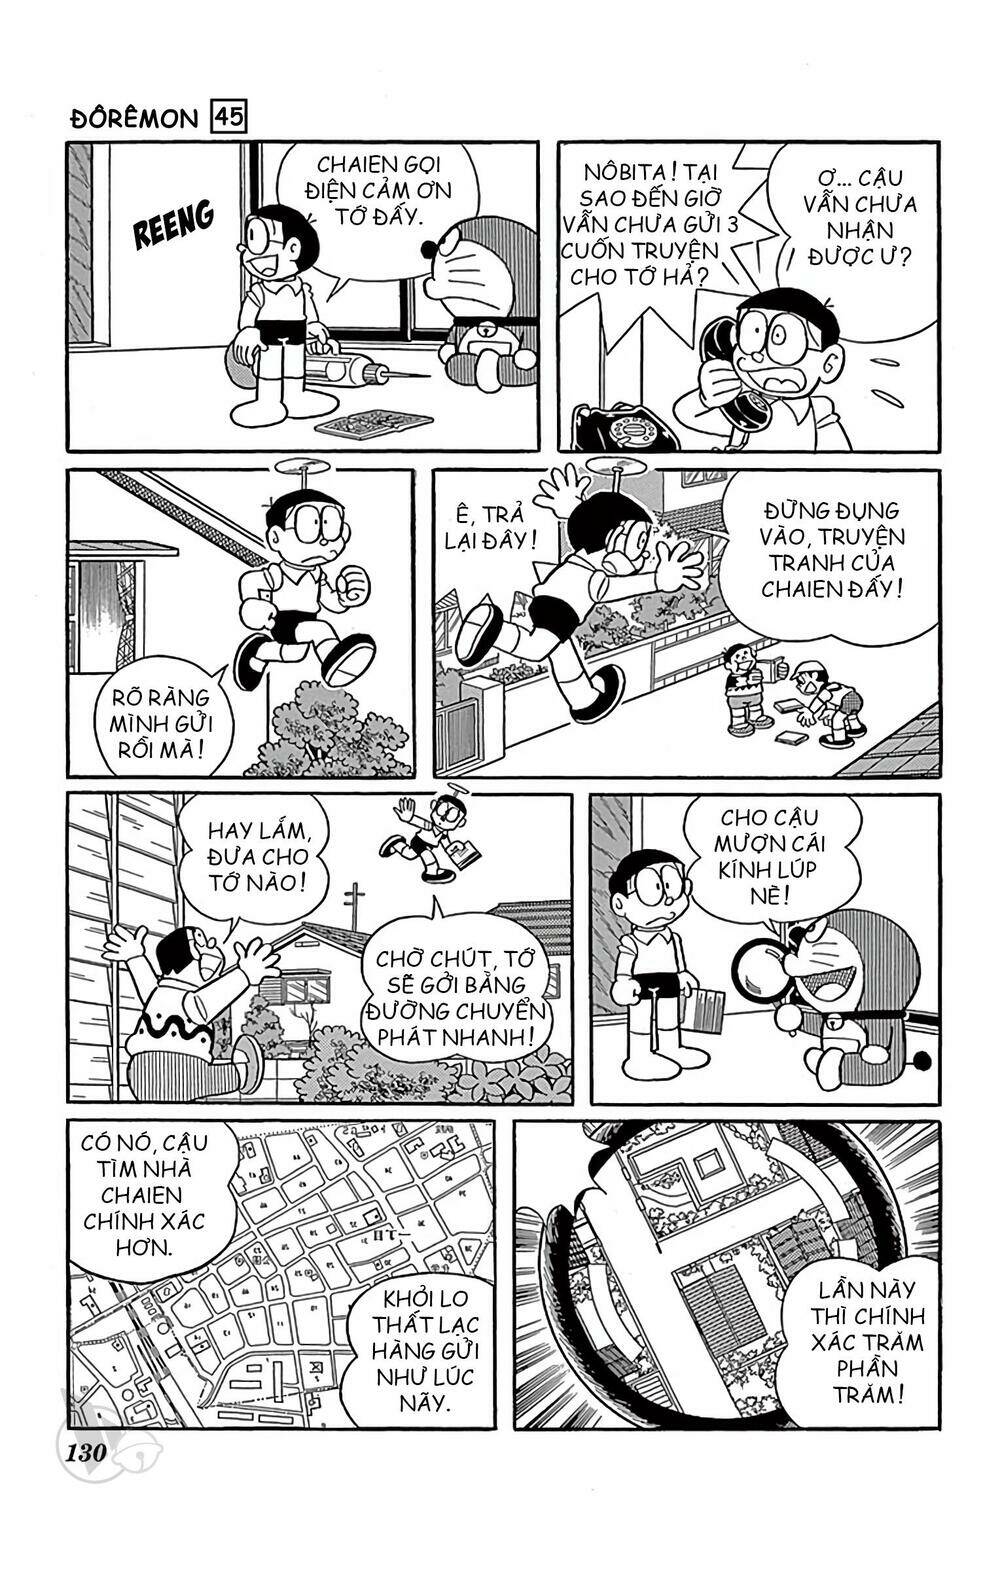 ĐÔRÊMON 45
REENG
CHAIEN GỌI
ĐIỆN CẢM ƠN
TỚ ĐẤY.
NÔBITA! TẠI
SAO ĐẾN GIỜ
VẪN CHƯA GỬI 3
CUỐN TRUYỆN
CHO TỚ HẢ?
Ơ... CẬU
VẪN CHƯA
NHẬN
ĐƯỢC Ư?
RÕ RÀNG
MÌNH GỬI
RỒI MÀ!
Ê, TRẢ
LẠI ĐÂY!
ĐỪNG ĐỤNG
VÀO, TRUYỆN
TRANH CỦA
CHAIEN ĐẤY!
HAY LẮM,
ĐƯA CHO
TỚ NÀO!
CHỜ CHÚT, TỚ
SẼ GỞI BẰNG
ĐƯỜNG CHUYỂN
PHÁT NHANH!
CHO CẬU
MƯỢN CÁI
KÍNH LÚP
NÈ!
CÓ NÓ, CẬU
TÌM NHÀ
CHAIEN
CHÍNH XÁC
HƠN.
KHỞI LO
THẤT LẠC
HÀNG GỬI
NHƯ LÚC
NÃY.
LẦN NÀY
THÌ CHÍNH
XÁC TRĂM
PHẦN
TRĂM!
130